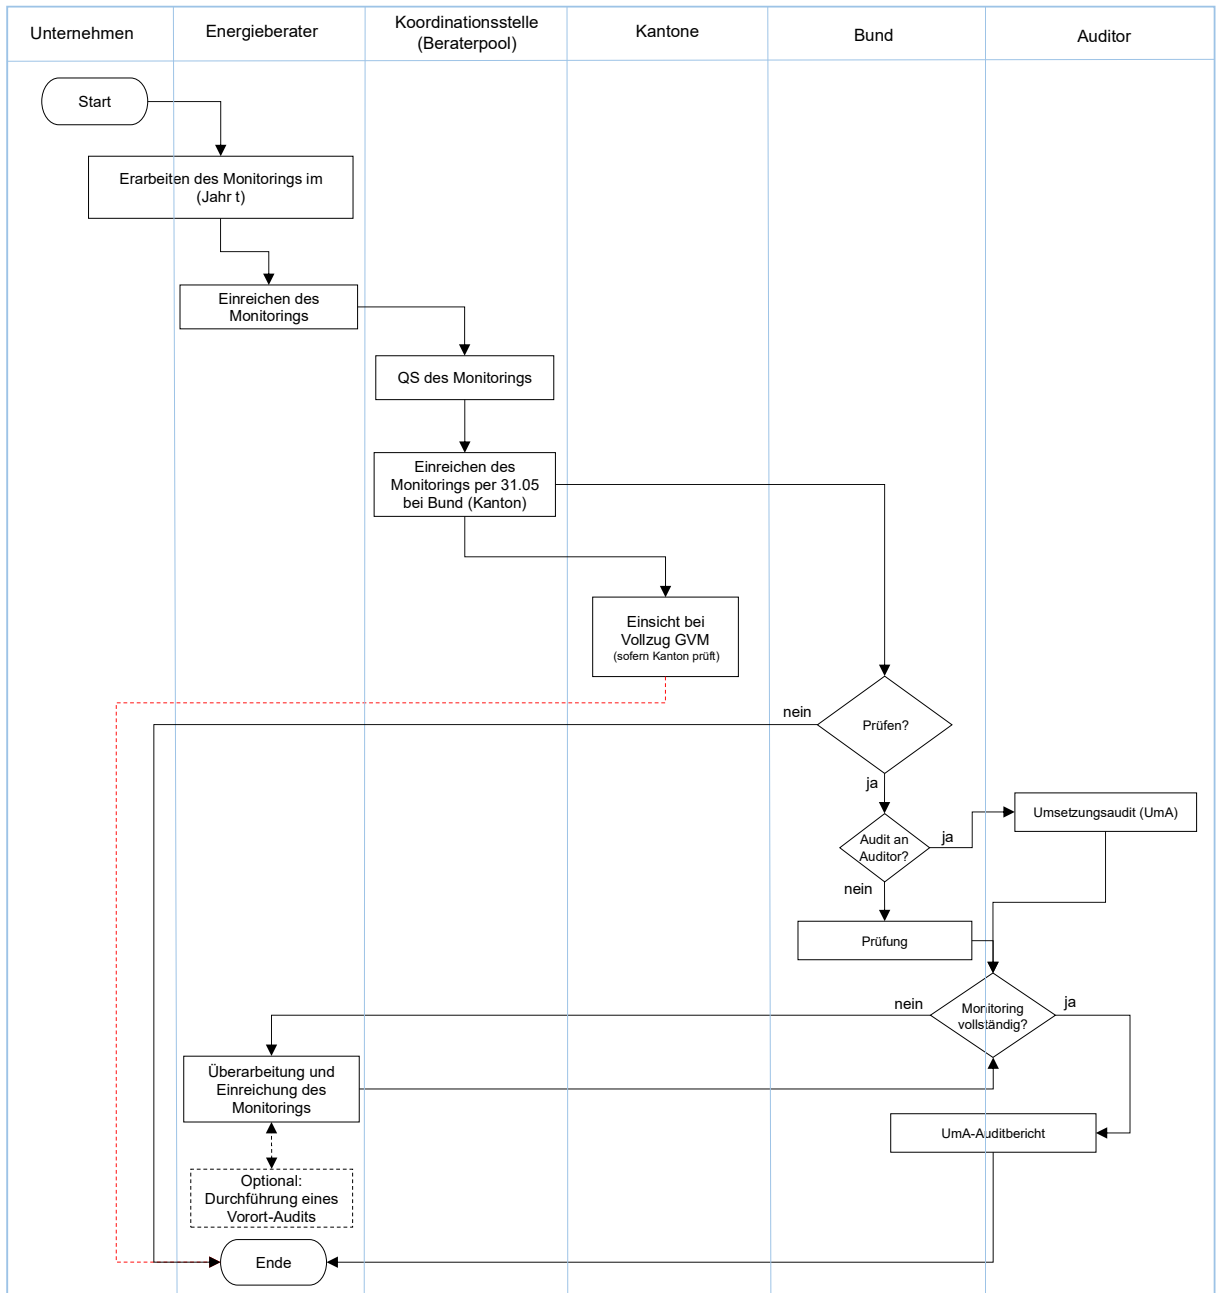 Unternehmen
Energieberater
Koordinationsstelle
(Beraterpool)
Kantone
Bund
Auditor
Start
Erarbeiten des Monitorings im
(Jahr t)
Einreichen des
Monitorings
QS des Monitorings
Einreichen des
Monitorings per 31.05
bei Bund (Kanton)
Einsicht bei
Vollzug GVM
(sofern Kanton prüft)
nein
Prüfen?
ja
Audit an
Auditor?
ja
Umsetzungsaudit (UmA)
nein
Prüfung
nein
Monitoring
vollständig?
ja
Überarbeitung und
Einreichung des
Monitorings
UmA-Auditbericht
Optional:
Durchführung eines
Vorort-Audits
Ende